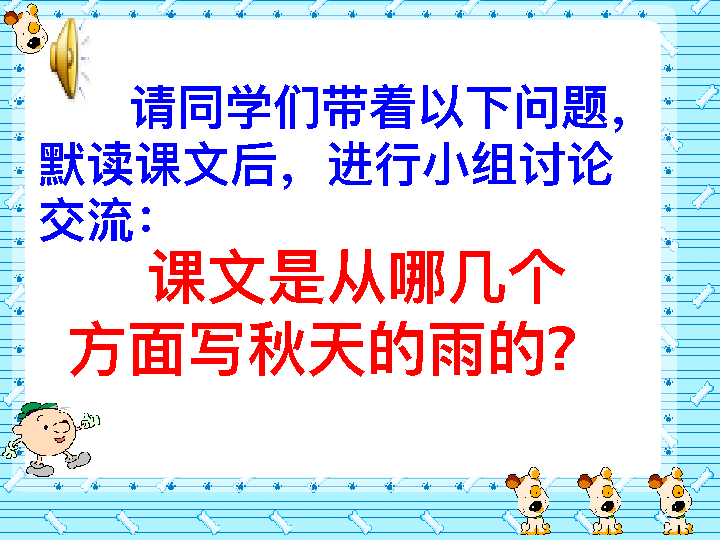 请同学们带着以下问题，
默读课文后，进行小组讨论
交流：
课文是从哪几个
方面写秋天的雨的？